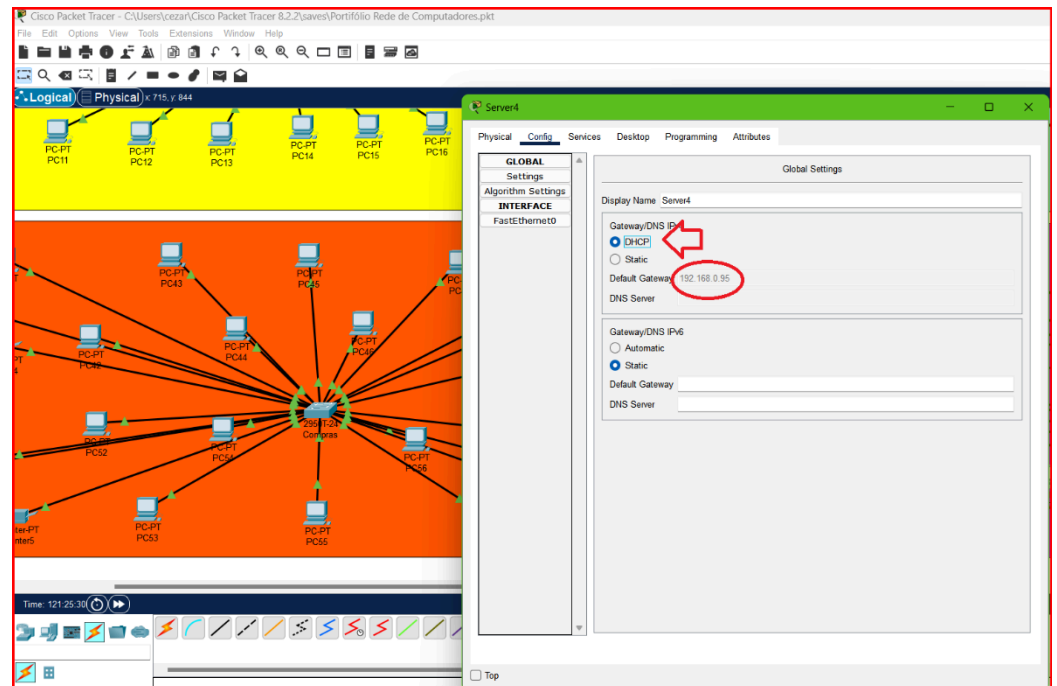 Cisco Packet Tracer - C:\Users\cezar\Cisco Packet Tracer 8.2.2\saves\Portifólio Rede de Computadores.pkt
File Edit Options View Tools Extensions Window Help
Logical Physical x: 715, y: 844
PC-PT
PC11
PC-PT
PC12
PC-PT
PC13
PC-PT
PC14
PC-PT
PC15
PC-PT
PC16
PC-PT
PC43
PC-PT
PC45
PC-PT
PC44
PC-PT
PC46
PC-PT
PC42
2950T-24
Compras
PC-PT
PC52
PC-PT
PC54
PC-PT
PC56
PC-PT
PC53
PC-PT
PC55
Time: 121:25:30
Server4
Physical Config Services Desktop Programming Attributes
GLOBAL
Settings
Algorithm Settings
INTERFACE
FastEthernet0
Global Settings
Display Name Server4
Gateway/DNS
DHCP
Static
Default Gateway 192.168.0.95
DNS Server
Gateway/DNS IPv6
Automatic
Static
Default Gateway
DNS Server
Top